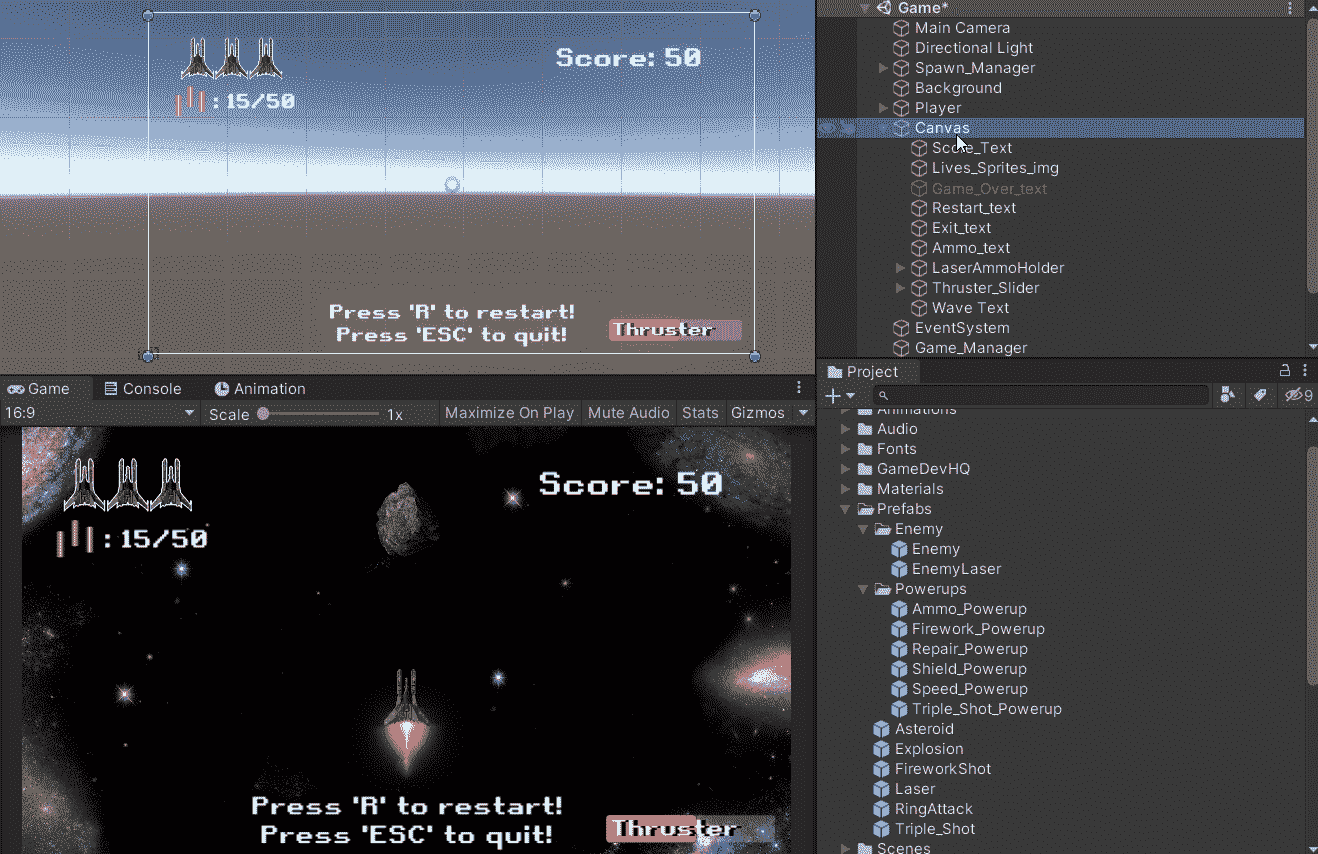 Score: 50
: 15/50
Press 'R' to restart!
Press 'ESC' to quit!
Thruster
Game
Console
Animation
16:9
Scale
1x
Maximize On Play
Mute Audio
Stats
Gizmos
Score: 50
: 15/50
Press 'R' to restart!
Press 'ESC' to quit!
Thruster
Game*
Main Camera
Directional Light
Spawn_Manager
Background
Player
Canvas
Score_Text
Lives_Sprites_img
Game_Over_text
Restart_text
Exit_text
Ammo_text
LaserAmmoHolder
Thruster_Slider
Wave Text
EventSystem
Game_Manager
Project
9
Animations
Audio
Fonts
GameDevHQ
Materials
Prefabs
Enemy
Enemy
EnemyLaser
Powerups
Ammo_Powerup
Firework_Powerup
Repair_Powerup
Shield_Powerup
Speed_Powerup
Triple_Shot_Powerup
Asteroid
Explosion
FireworkShot
Laser
RingAttack
Triple_Shot
Scenes